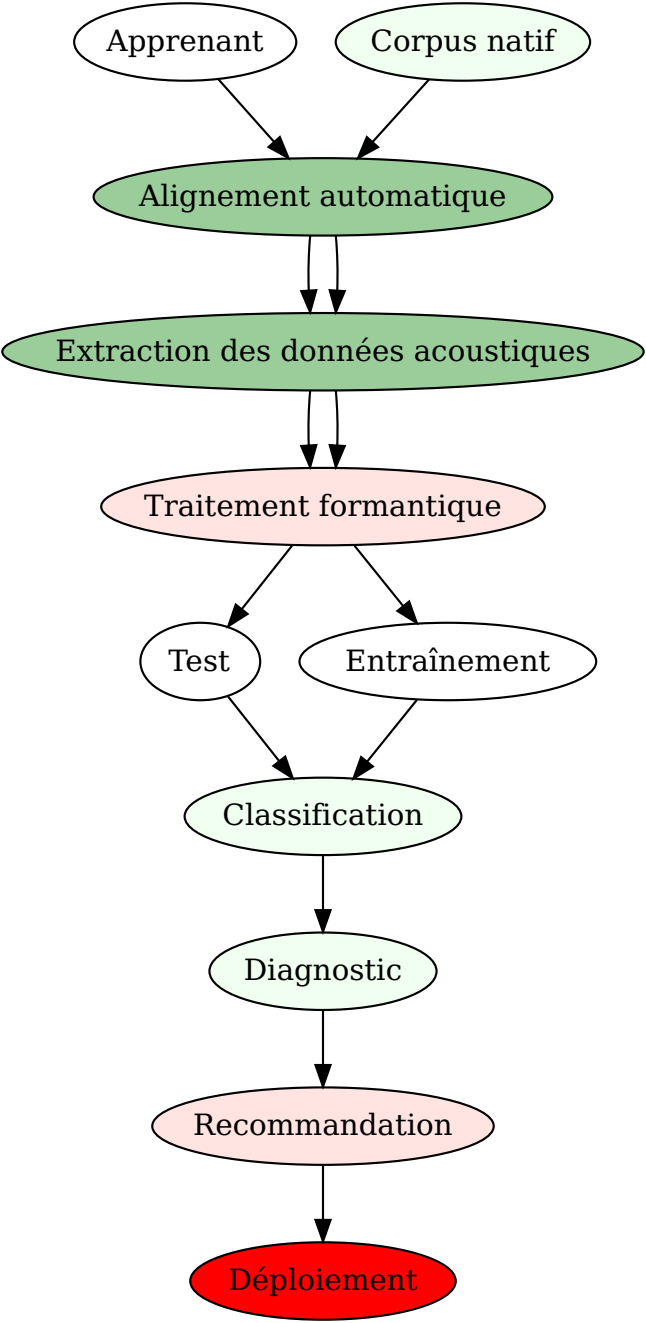 Apprenant
Corpus natif
Alignement automatique
Extraction des données acoustiques
Traitement formantique
Test
Entraînement
Classification
Diagnostic
Recommandation
Déploiement